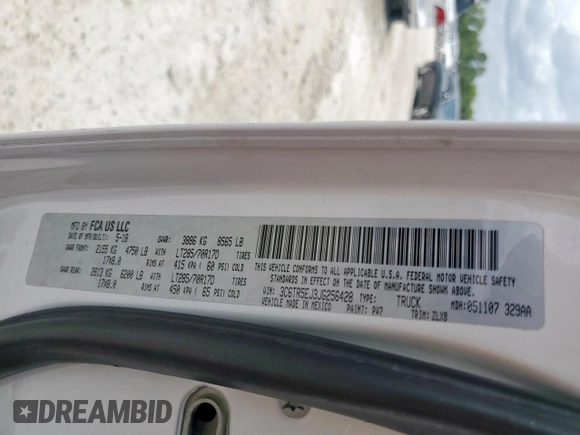 MFD BY: FCA US LLC
DATE OF MFR/BUILT: 5-18 GVWR: 3886 KG 8565 LB
GAWR FRONT: 2155 KG 4750 LB WITH LT285/70R17D TIRES
17X8.0 RIMS AT 415 KPA ( 60 PSI) COLD
GAWR REAR: 2813 KG 6200 LB WITH LT285/70R17D TIRES
17X8.0 RIMS AT 450 KPA ( 65 PSI) COLD
THIS VEHICLE CONFORMS TO ALL APPLICABLE U.S.A. FEDERAL MOTOR VEHICLE SAFETY
STANDARDS IN EFFECT ON THE DATE OF MANUFACTURE SHOWN ABOVE.
VIN: 3C6TR5EJ3JG256428 TYPE: TRUCK MDH: 051107 329AA
VEHICLE MADE IN MEXICO PAINT: PW7 TRIM: ZLX8
DREAMBID